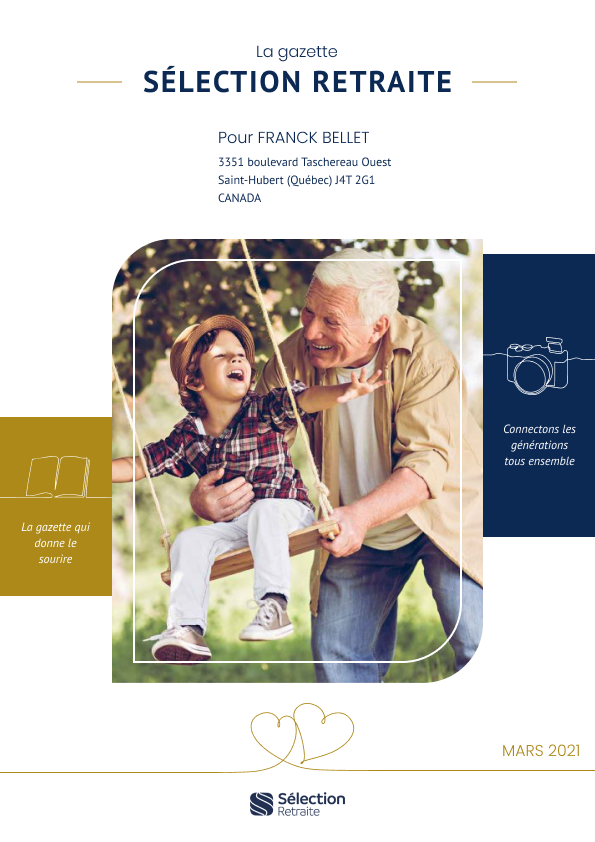 La gazette
SÉLECTION RETRAITE
Pour FRANCK BELLET
3351 boulevard Taschereau Ouest
Saint-Hubert (Québec) J4T 2G1
CANADA
Connectons les
générations
tous ensemble
La gazette qui
donne le
sourire
MARS 2021
Sélection
Retraite